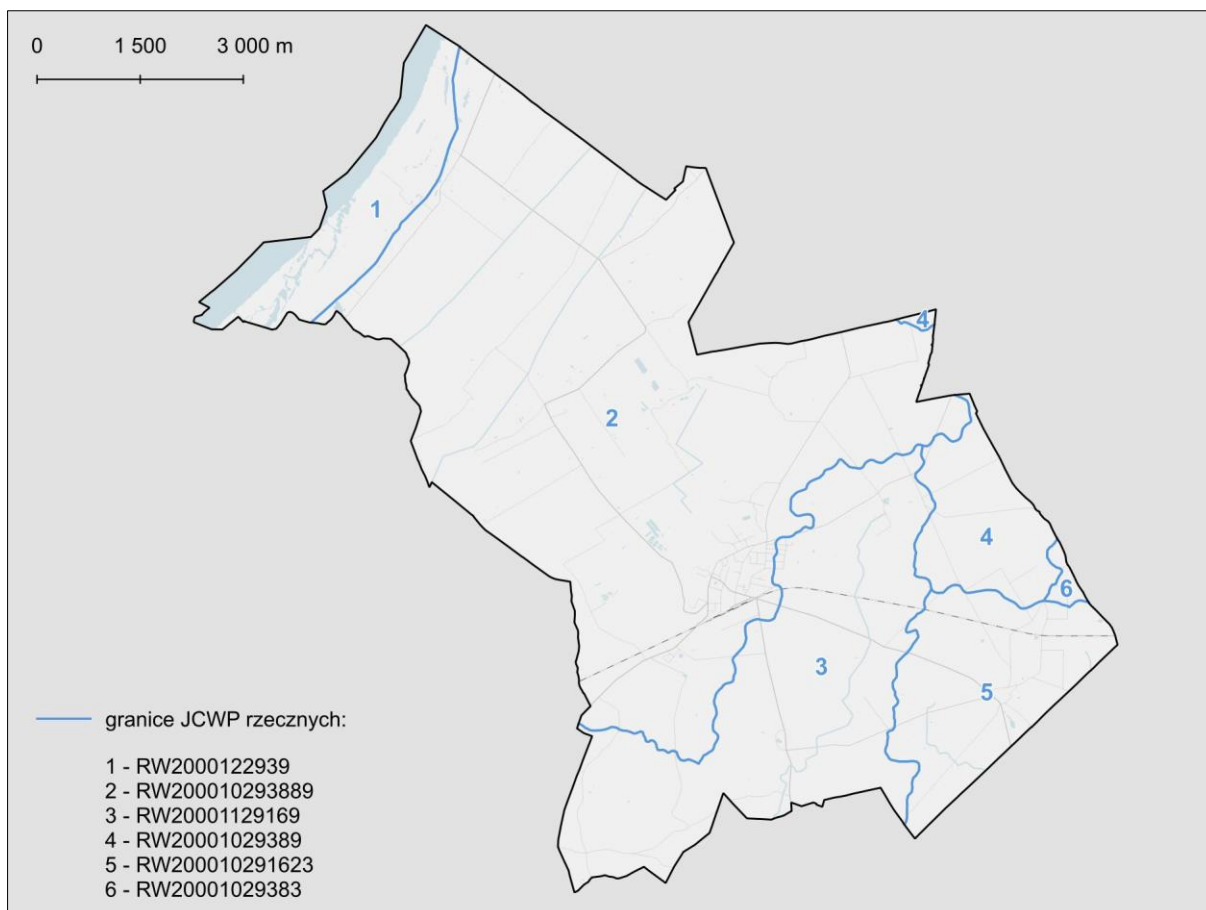 0 1 500 3 000 m
1
4
2
4
6
3
5
granice JCWP rzecznych:
1 - RW2000122939
2 - RW200010293889
3 - RW20001129169
4 - RW20001029389
5 - RW200010291623
6 - RW20001029383